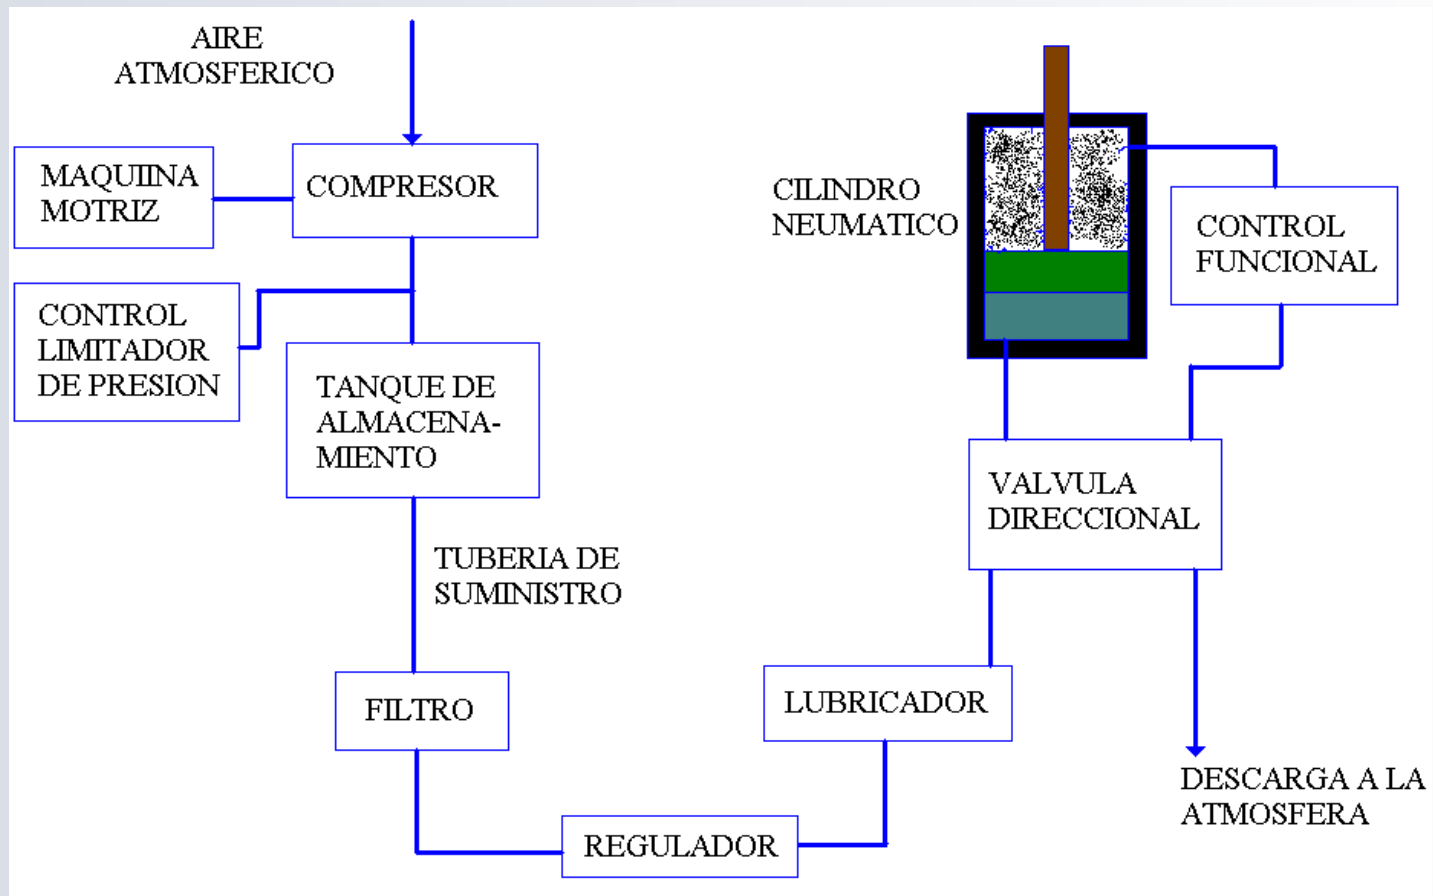 AIRE
ATMOSFERICO
MAQUIINA
MOTRIZ
COMPRESOR
CONTROL
LIMITADOR
DE PRESION
TANQUE DE
ALMACENA-
MIENTO
TUBERIA DE
SUMINISTRO
FILTRO
REGULADOR
LUBRICADOR
CILINDRO
NEUMATICO
CONTROL
FUNCIONAL
VALVULA
DIRECCIONAL
DESCARGA A LA
ATMOSFERA